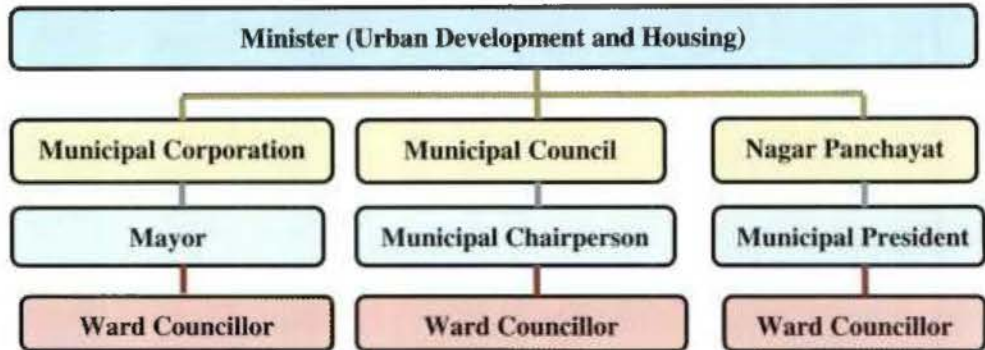 Minister (Urban Development and Housing)
Municipal Corporation
Municipal Council
Nagar Panchayat
Mayor
Municipal Chairperson
Municipal President
Ward Councillor
Ward Councillor
Ward Councillor